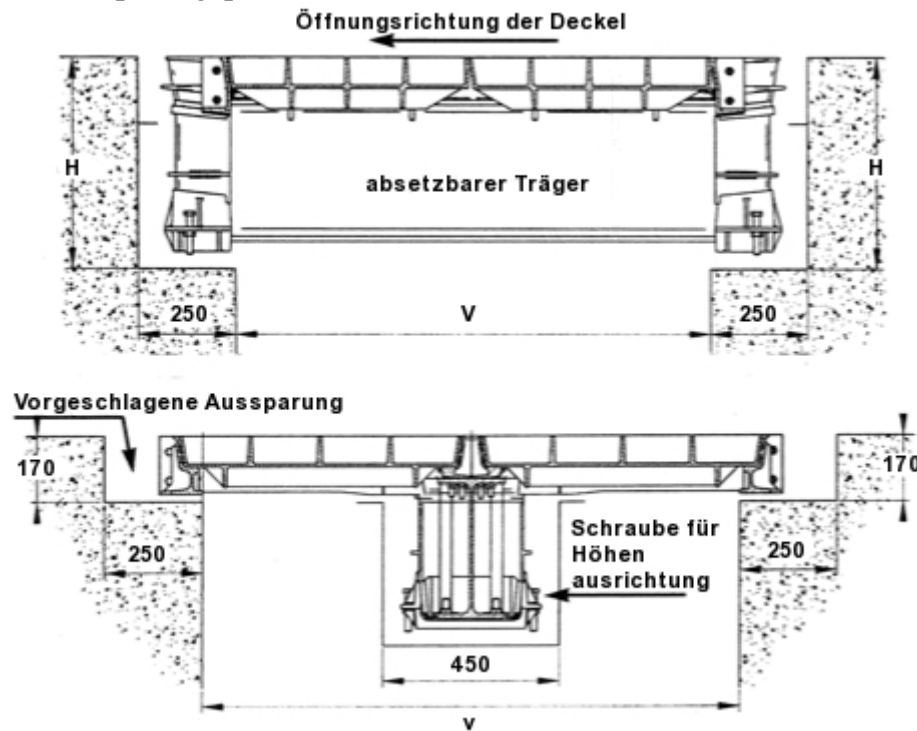 Öffnungsrichtung der Deckel
H
absetzbarer Träger
H
250
V
250
Vorgeschlagene Aussparung
170
170
250
Schraube für
Höhen
ausrichtung
250
450
v